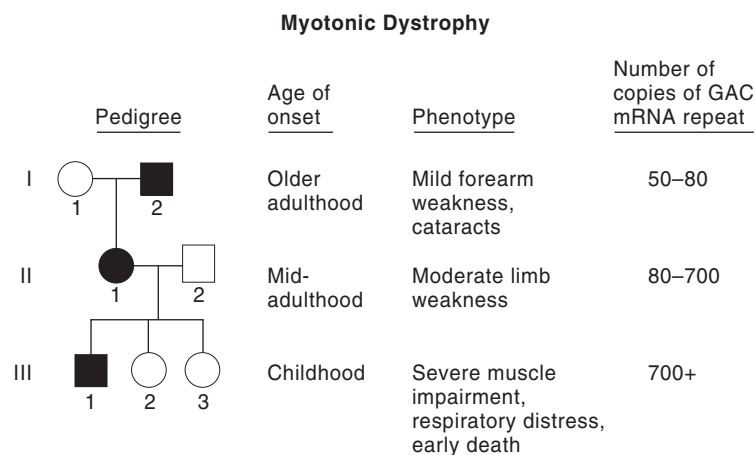 Myotonic Dystrophy
Pedigree
Age of
onset
Phenotype
Number of
copies of GAC
mRNA repeat
I
1
2
Older
adulthood
Mild forearm
weakness,
cataracts
50–80
II
1
2
Mid-
adulthood
Moderate limb
weakness
80–700
III
1
2
3
Childhood
Severe muscle
impairment,
respiratory distress,
early death
700+